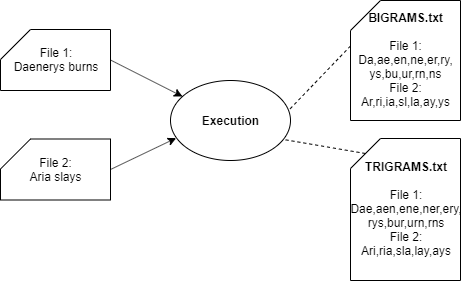 File 1:
Daenerys burns
File 2:
Aria slays
Execution
BIGRAMS.txt
File 1:
Da,ae,en,ne,er,ry,
ys,bu,ur,rn,ns
File 2:
Ar,ri,ia,sl,la,ay,ys
TRIGRAMS.txt
File 1:
Dae,aen,ene,ner,ery,
rys,bur,urn,rns
File 2:
Ari,ria,sla,lay,ays